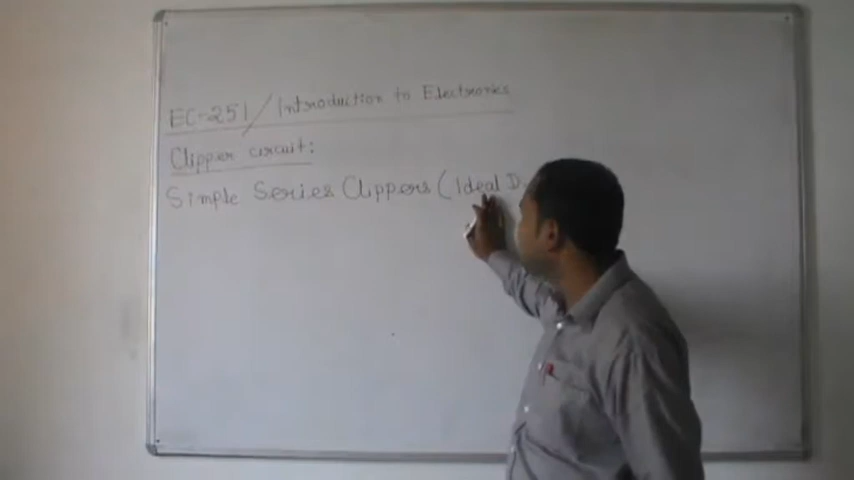 EC-251/Introduction to Electronics
Clipper circuit:
Simple Series Clippers (Ideal D